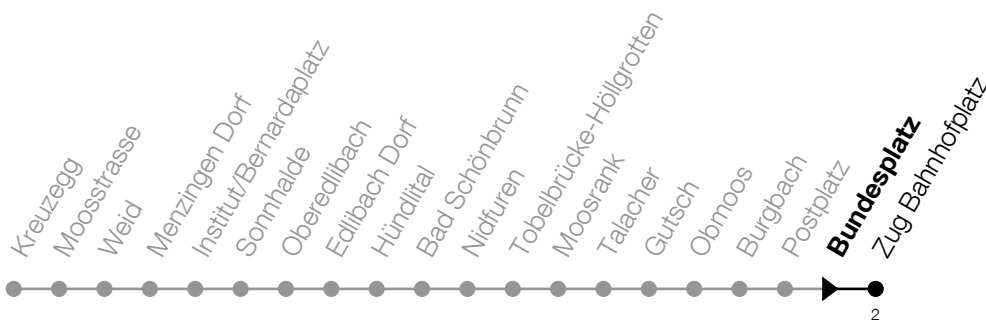 Kreuzegg
Moosstrasse
Weid
Menzingen Dorf
Institut/Bernardaplatz
Sonnhalde
Oberedlibach
Edlibach Dorf
Hündlital
Bad Schönbrunn
Nidfuren
Tobelbrücke-Höllgrotten
Moosrank
Talacher
Gutsch
Obmoos
Burgbach
Postplatz
Bundesplatz
Zug Bahnhofplatz
2